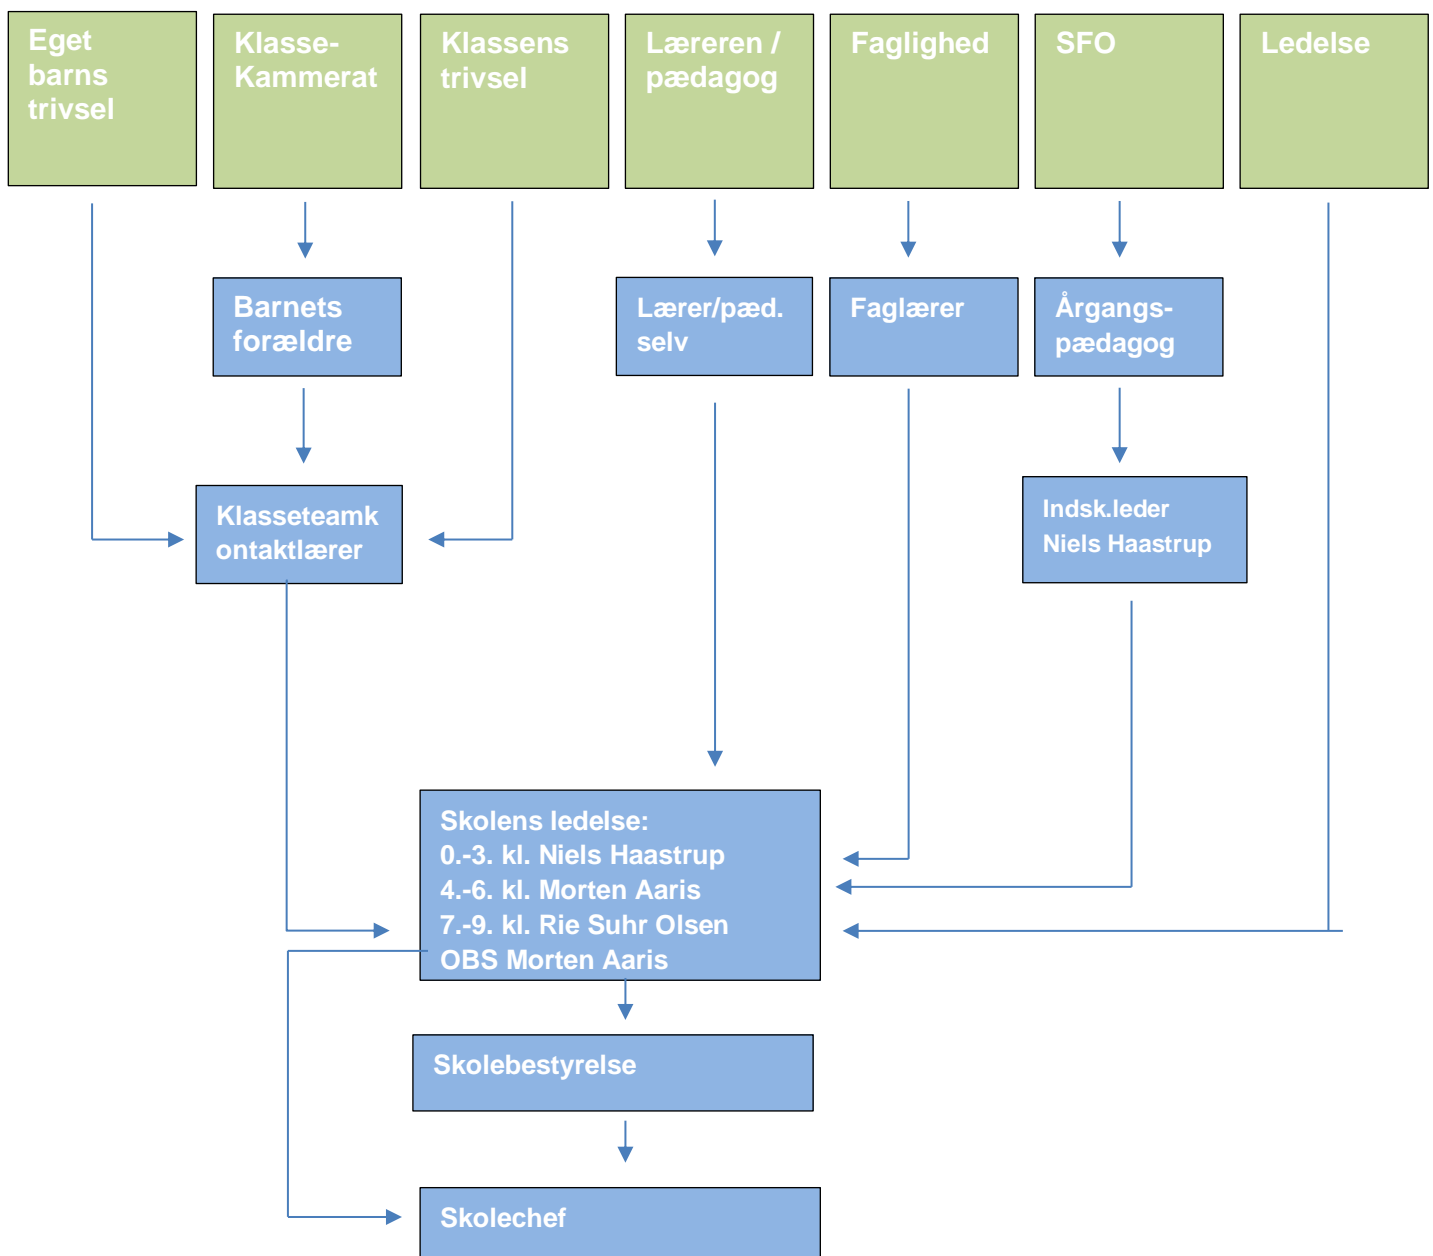 Eget
barns
trivsel
Klasse-
Kammerat
Klassens
trivsel
Læreren /
pædagog
Faglighed
SFO
Ledelse
Barnets
forældre
Lærer/pæd.
selv
Faglærer
Årgangs-
pædagog
Klasseteamk
ontaktlærer
Indsk.leder
Niels Haastrup
Skolens ledelse:
0.-3. kl. Niels Haastrup
4.-6. kl. Morten Aaris
7.-9. kl. Rie Suhr Olsen
OBS Morten Aaris
Skolebestyrelse
Skolechef